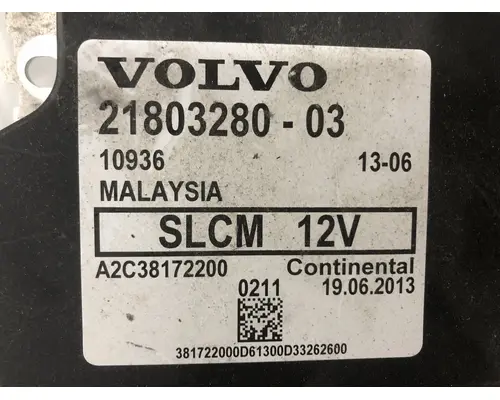 VOLVO
21803280 - 03
10936 13-06
MALAYSIA
SLCM 12V
A2C38172200 Continental
0211 19.06.2013
381722000D61300D33262600